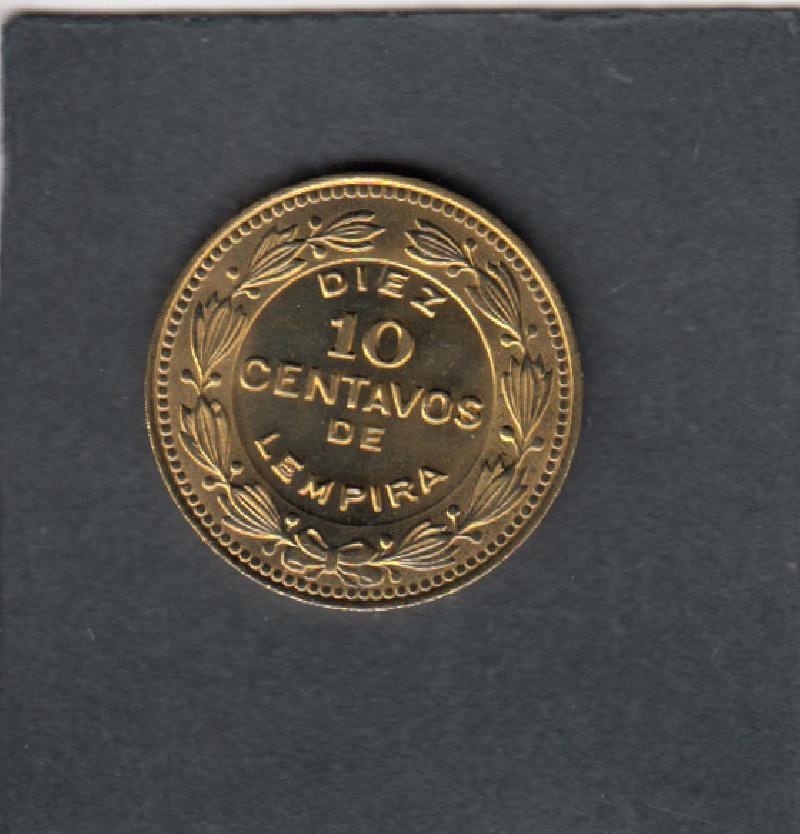 DIEZ
10
CENTAVOS
DE
LEMPIRA